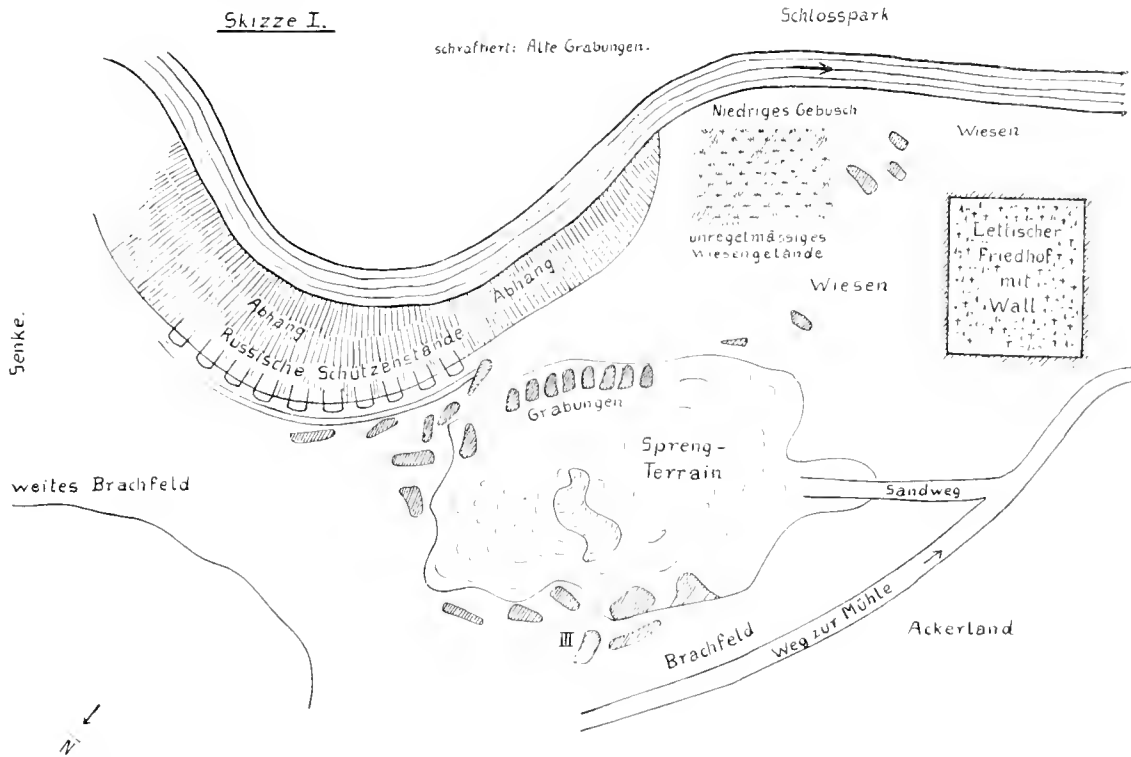 Skizze I.
Schlosspark
schraffiert: Alte Grabungen.
Niedriges Gebusch
Wiesen
unregelmässiges
Wiesengelände
Lettischer
Friedhof
mit
Wall
Abhang
Wiesen
Abhang
Russische Schützenstände
Senke.
Grabungen
Spreng-
Terrain
weites Brachfeld
Sandweg
III
Brachfeld
Weg zur Mühle
Ackerland
N